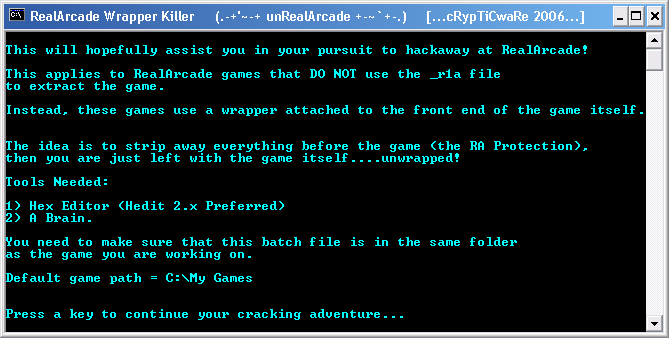 RealArcade Wrapper Killer (.-+'~-+ unRealArcade +-~`+-.) [...cRypTiCwaRe 2006...]
This will hopefully assist you in your pursuit to hackaway at RealArcade!
This applies to RealArcade games that DO NOT use the _r1a file
to extract the game.
Instead, these games use a wrapper attached to the front end of the game itself.
The idea is to strip away everything before the game (the RA Protection),
then you are just left with the game itself....unwrapped!
Tools Needed:
1) Hex Editor (Hedit 2.x Preferred)
2) A Brain.
You need to make sure that this batch file is in the same folder
as the game you are working on.
Default game path = C:\My Games
Press a key to continue your cracking adventure...